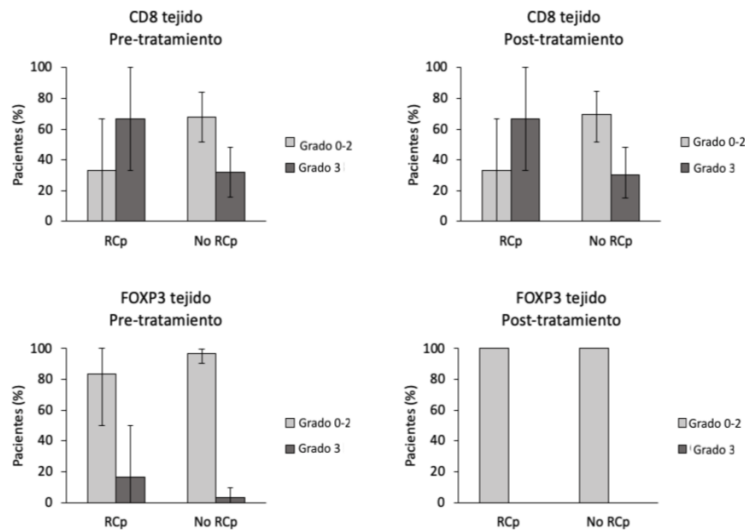 CD8 tejido
Pre-tratamiento
100
80
60
40
20
0
Pacientes (%)
RCp
No RCp
Grado 0-2
Grado 3
CD8 tejido
Post-tratamiento
100
80
60
40
20
0
Pacientes (%)
RCp
No RCp
Grado 0-2
Grado 3
FOXP3 tejido
Pre-tratamiento
100
80
60
40
20
0
Pacientes (%)
RCp
No RCp
Grado 0-2
Grado 3
FOXP3 tejido
Post-tratamiento
100
80
60
40
20
0
Pacientes (%)
RCp
No RCp
Grado 0-2
Grado 3